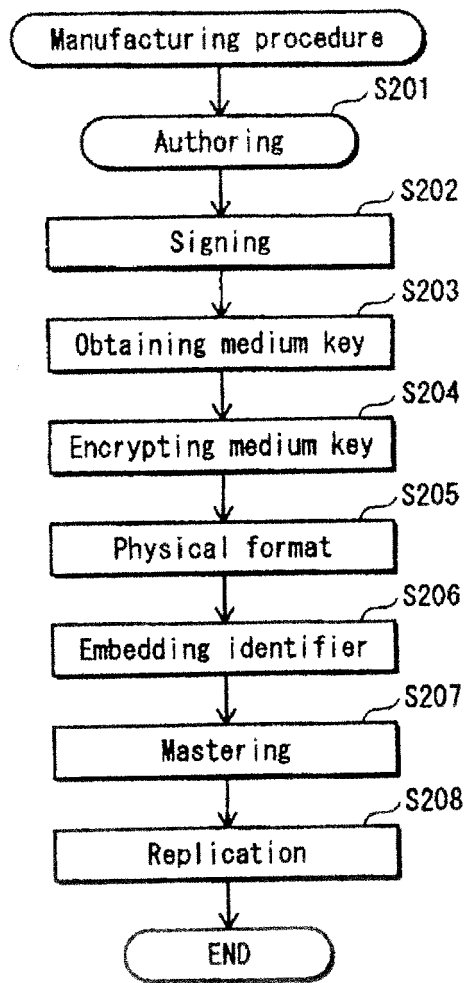 Manufacturing procedure
S201
Authoring
S202
Signing
S203
Obtaining medium key
S204
Encrypting medium key
S205
Physical format
S206
Embedding identifier
S207
Mastering
S208
Replication
END